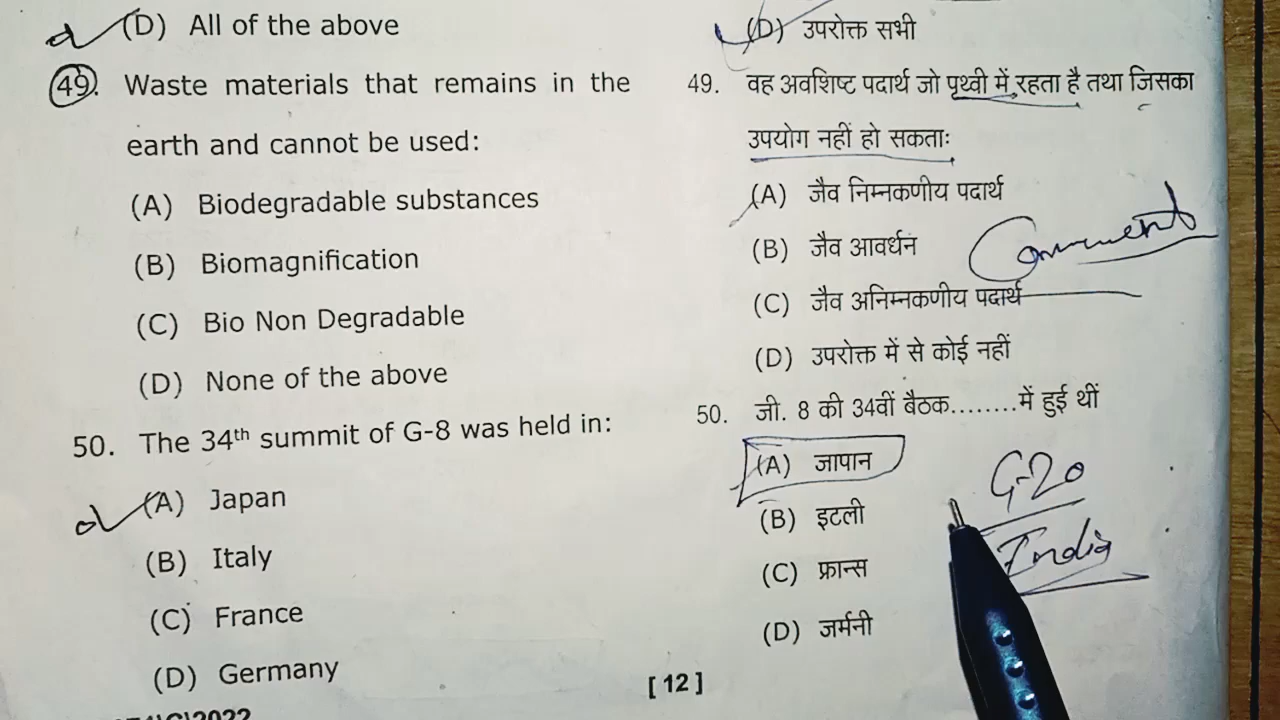 (D) All of the above
49. Waste materials that remains in the
earth and cannot be used:
(A) Biodegradable substances
(B) Biomagnification
(C) Bio Non Degradable
(D) None of the above
50. The 34th summit of G-8 was held in:
(A) Japan
(B) Italy
(C) France
(D) Germany
(D) उपरोक्त सभी
49. वह अवशिष्ट पदार्थ जो पृथ्वी में रहता है तथा जिसका
उपयोग नहीं हो सकताः
(A) जैव निम्नकणीय पदार्थ
(B) जैव आवर्धन
Comment
(C) जैव अनिम्नकणीय पदार्थ
(D) उपरोक्त में से कोई नहीं
50. जी. 8 की 34वीं बैठक........में हुई थीं
(A) जापान
G-20
(B) इटली
India
(C) फ्रान्स
(D) जर्मनी
[ 12 ]